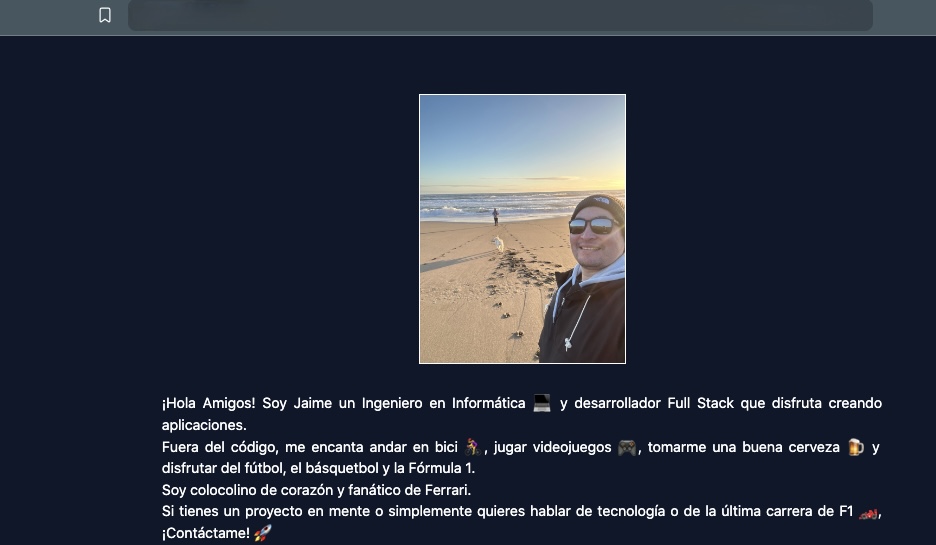 ¡Hola Amigos! Soy Jaime un Ingeniero en Informática 💻 y desarrollador Full Stack que disfruta creando
aplicaciones.
Fuera del código, me encanta andar en bici 🚴‍♀️, jugar videojuegos 🎮, tomarme una buena cerveza 🍺 y
disfrutar del fútbol, el básquetbol y la Fórmula 1.
Soy colocolino de corazón y fanático de Ferrari.
Si tienes un proyecto en mente o simplemente quieres hablar de tecnología o de la última carrera de F1 🏎️,
¡Contáctame! 🚀